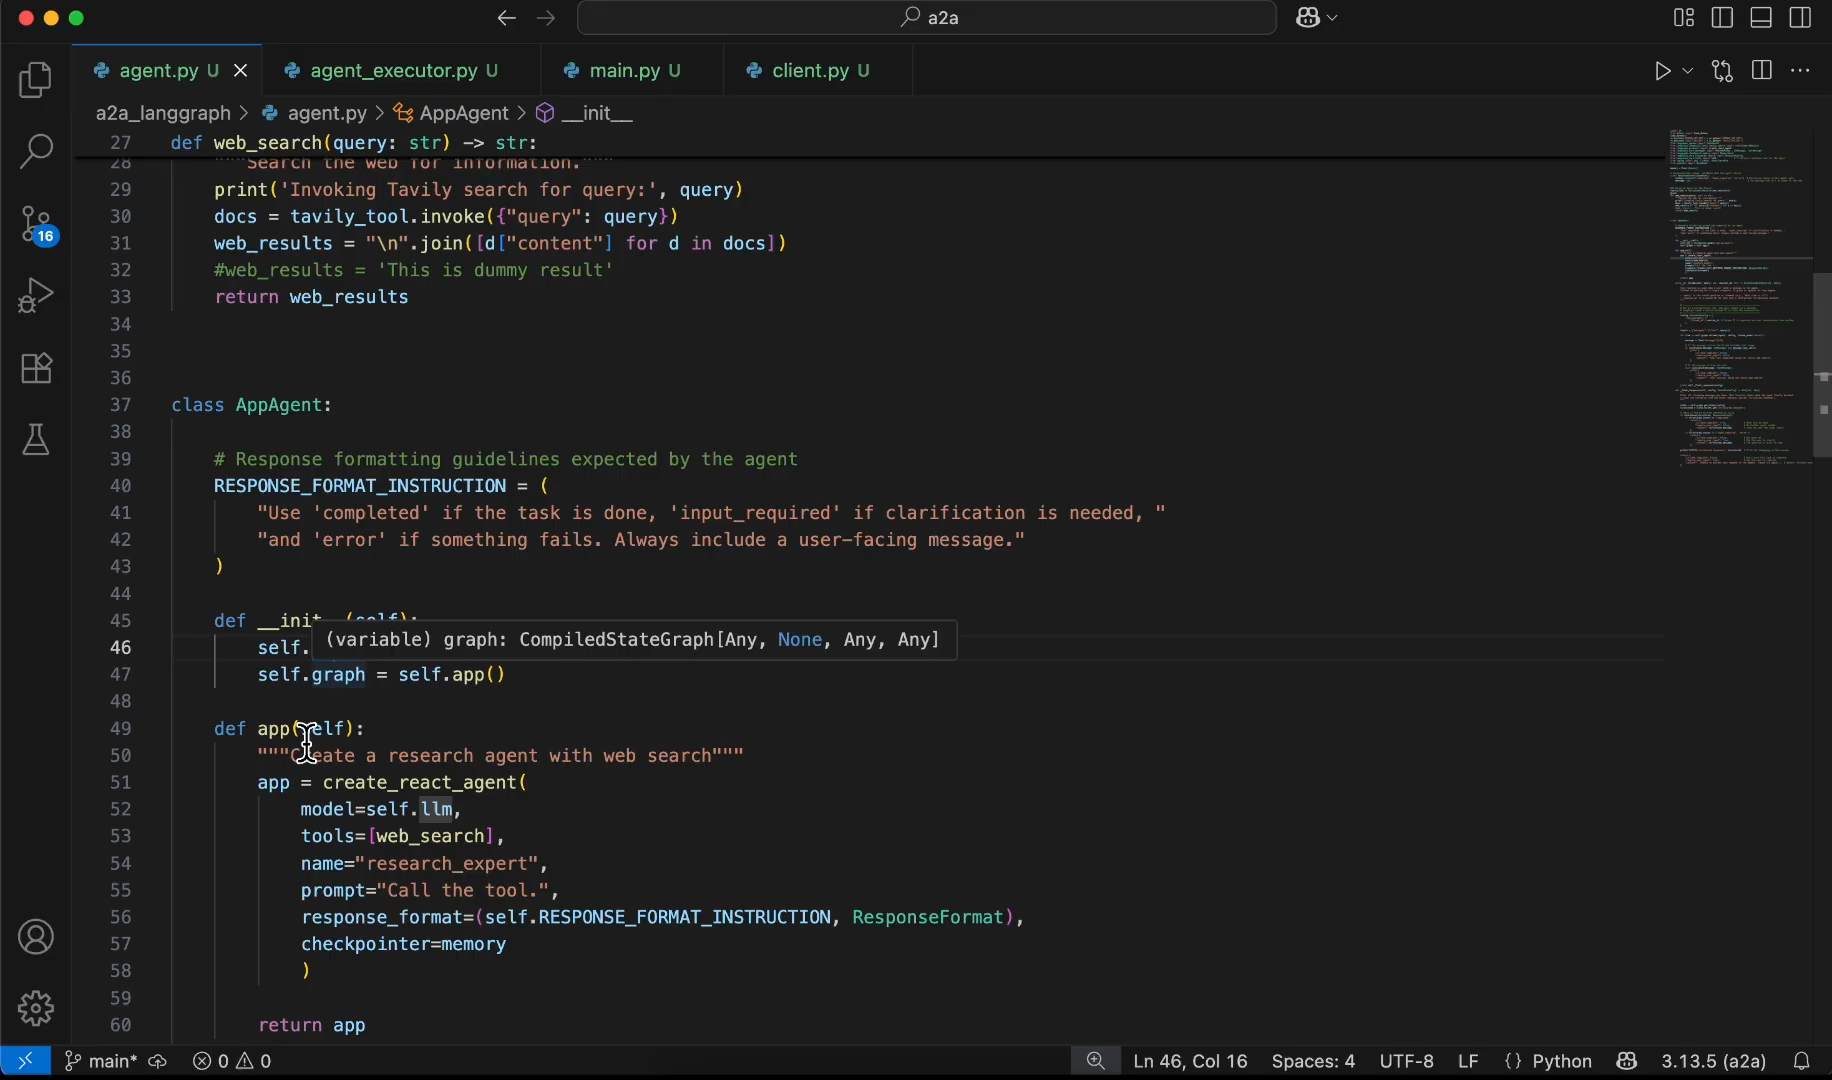 a2a
agent.py U
agent_executor.py U
main.py U
client.py U
a2a_langgraph > agent.py > AppAgent > __init__
27 def web_search(query: str) -> str:
28 """Search the web for information."""
29 print('Invoking Tavily search for query:', query)
30 docs = tavily_tool.invoke({"query": query})
31 web_results = "\n".join([d["content"] for d in docs])
32 #web_results = 'This is dummy result'
33 return web_results
34
35
36
37 class AppAgent:
38
39 # Response formatting guidelines expected by the agent
40 RESPONSE_FORMAT_INSTRUCTION = (
41 "Use 'completed' if the task is done, 'input_required' if clarification is needed, "
42 "and 'error' if something fails. Always include a user-facing message."
43 )
44
45 def __init__(self):
(variable) graph: CompiledStateGraph[Any, None, Any, Any]
46 self.
47 self.graph = self.app()
48
49 def app(self):
50 """Create a research agent with web search"""
51 app = create_react_agent(
52 model=self.llm,
53 tools=[web_search],
54 name="research_expert",
55 prompt="Call the tool.",
56 response_format=(self.RESPONSE_FORMAT_INSTRUCTION, ResponseFormat),
57 checkpointer=memory
58 )
59
60 return app
16
main* 0 0 Ln 46, Col 16 Spaces: 4 UTF-8 LF {} Python 3.13.5 (a2a)